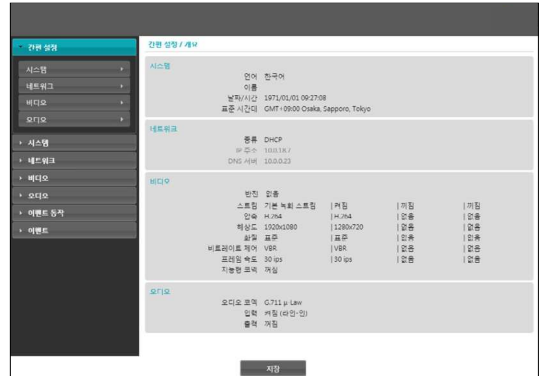 간편 설정
시스템
네트워크
비디오
오디오
시스템
네트워크
비디오
오디오
이벤트 동작
이벤트
간편 설정 / 개요
시스템
언어 한국어
이름
날짜/시간 1971/01/01 09:27:08
표준 시간대 GMT+09:00 Osaka, Sapporo, Tokyo
네트워크
종류 DHCP
IP 주소 10.0.18.7
DNS 서버 10.0.0.23
비디오
반전 없음
스트림 기본 녹화 스트림 | 켜짐 | 꺼짐 | 꺼짐
압축 H.264 | H.264 | 없음 | 없음
해상도 1920x1080 | 1280x720 | 없음 | 없음
화질 표준 | 표준 | 없음 | 없음
비트레이트 제어 VBR | VBR | 없음 | 없음
프레임 속도 30 ips | 30 ips | 없음 | 없음
지능형 코덱 꺼짐
오디오
오디오 코덱 G.711 μ-Law
입력 켜짐 (라인-인)
출력 꺼짐
저장